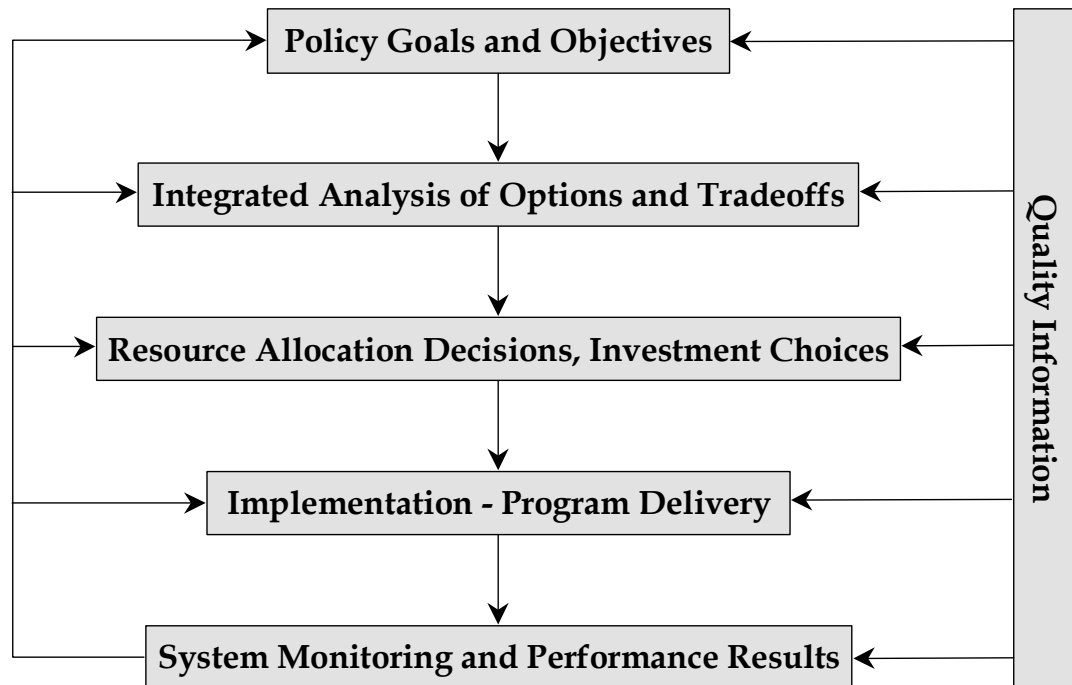 Policy Goals and Objectives
Integrated Analysis of Options and Tradeoffs
Resource Allocation Decisions, Investment Choices
Implementation - Program Delivery
System Monitoring and Performance Results
Quality Information